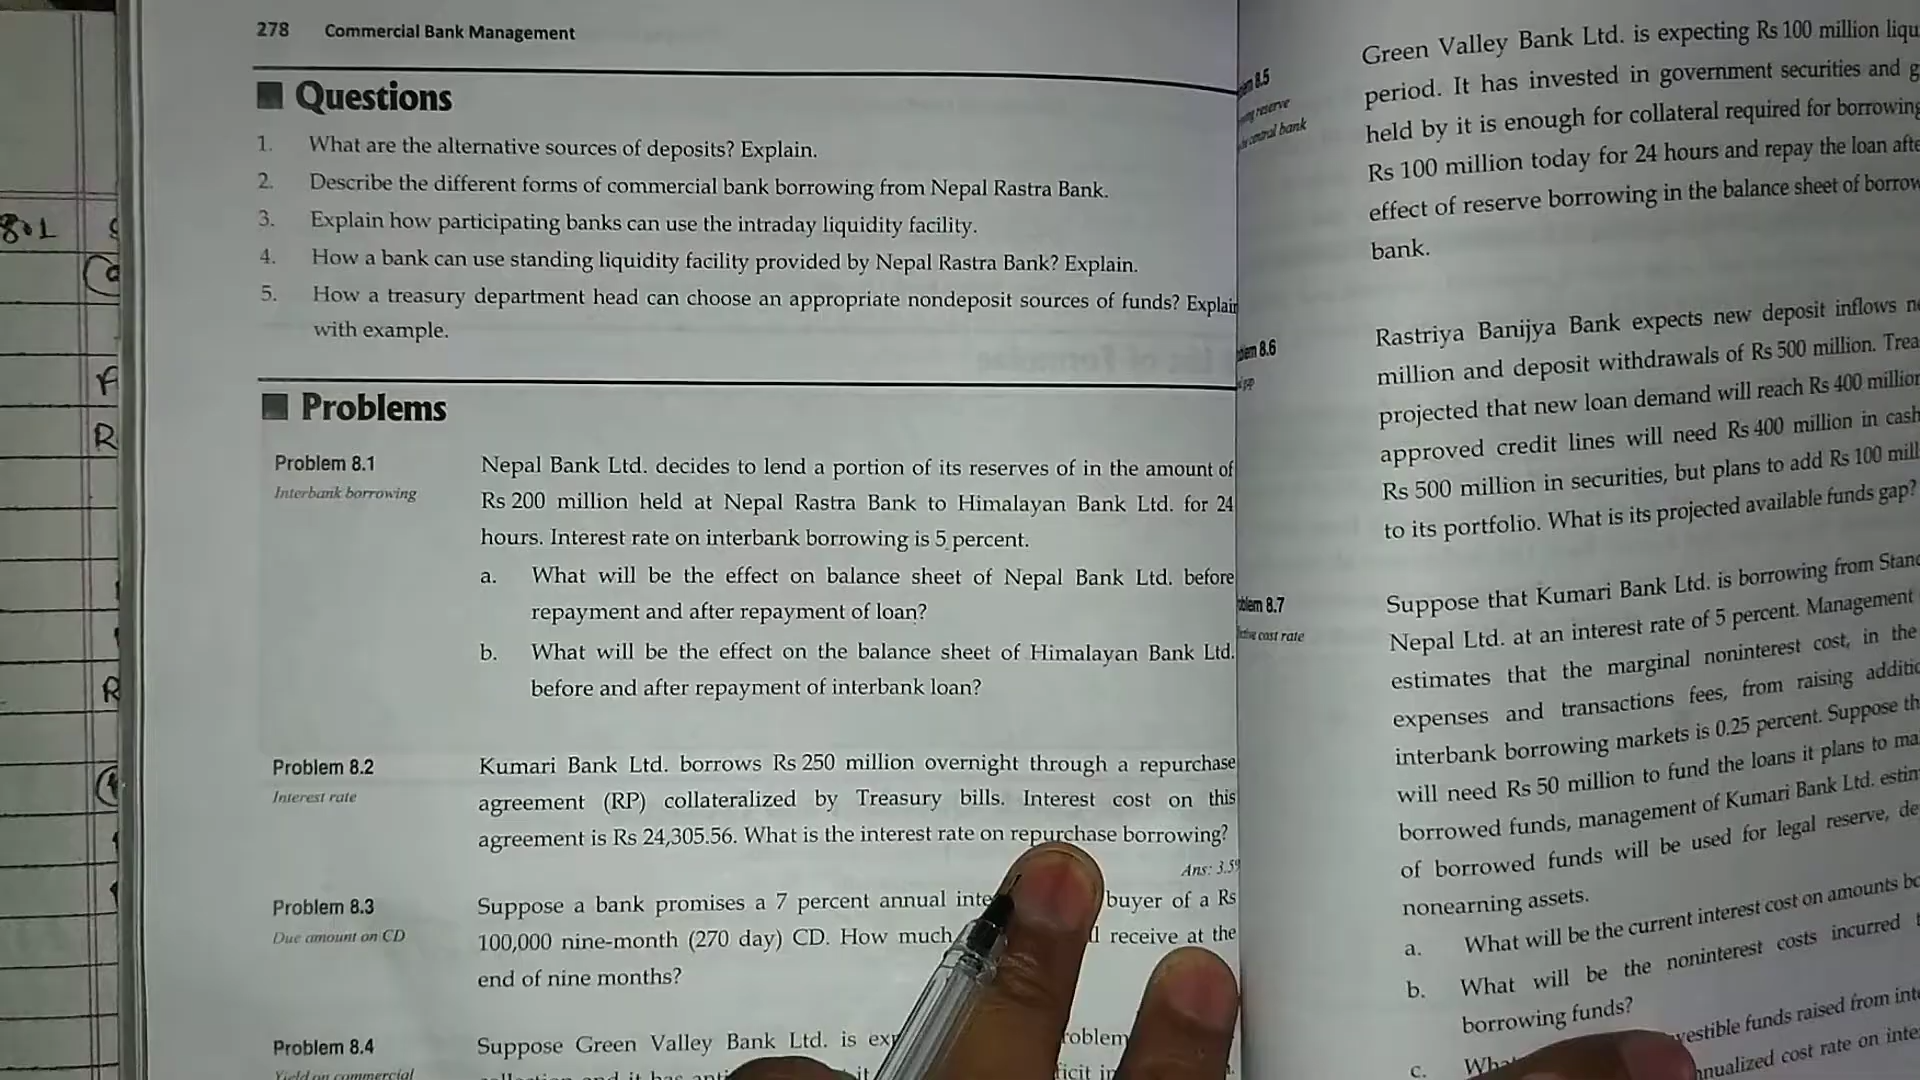 278 Commercial Bank Management
Questions
1. What are the alternative sources of deposits? Explain.
2. Describe the different forms of commercial bank borrowing from Nepal Rastra Bank.
3. Explain how participating banks can use the intraday liquidity facility.
4. How a bank can use standing liquidity facility provided by Nepal Rastra Bank? Explain.
5. How a treasury department head can choose an appropriate nondeposit sources of funds? Explain
with example.
Problems
Problem 8.1
Interbank borrowing
Nepal Bank Ltd. decides to lend a portion of its reserves of in the amount of
Rs 200 million held at Nepal Rastra Bank to Himalayan Bank Ltd. for 24
hours. Interest rate on interbank borrowing is 5 percent.
a. What will be the effect on balance sheet of Nepal Bank Ltd. before
repayment and after repayment of loan?
b. What will be the effect on the balance sheet of Himalayan Bank Ltd.
before and after repayment of interbank loan?
Problem 8.2
Interest rate
Kumari Bank Ltd. borrows Rs 250 million overnight through a repurchase
agreement (RP) collateralized by Treasury bills. Interest cost on this
agreement is Rs 24,305.56. What is the interest rate on repurchase borrowing?
Ans: 3.5
Problem 8.3
Due amount on CD
Suppose a bank promises a 7 percent annual inte buyer of a Rs
100,000 nine-month (270 day) CD. How much receive at the
end of nine months?
Problem 8.4
Yield on commercial
Suppose Green Valley Bank Ltd. is
8.5
reserve
central bank
Green Valley Bank Ltd. is expecting Rs 100 million liqu
period. It has invested in government securities and g
held by it is enough for collateral required for borrowing
Rs 100 million today for 24 hours and repay the loan afte
effect of reserve borrowing in the balance sheet of borrow
bank.
8.6
Rastriya Banijya Bank expects new deposit inflows
million and deposit withdrawals of Rs 500 million. Trea
projected that new loan demand will reach Rs 400 million
approved credit lines will need Rs 400 million in cash
Rs 500 million in securities, but plans to add Rs 100 mill
to its portfolio. What is its projected available funds gap?
blem 8.7
cost rate
Suppose that Kumari Bank Ltd. is borrowing from Stand
Nepal Ltd. at an interest rate of 5 percent. Management
estimates that the marginal noninterest cost, in the
expenses and transactions fees, from raising additio
interbank borrowing markets is 0.25 percent. Suppose th
will need Rs 50 million to fund the loans it plans to ma
borrowed funds, management of Kumari Bank Ltd. estim
of borrowed funds will be used for legal reserve, de
nonearning assets.
a. What will be the current interest cost on amounts bo
b. What will be the noninterest costs incurred
borrowing funds?
c. vestible funds raised from inte
nnualized cost rate on inte